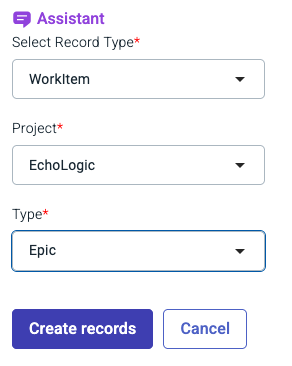 Assistant
Select Record Type*
WorkItem
Project*
EchoLogic
Type*
Epic
Create records Cancel